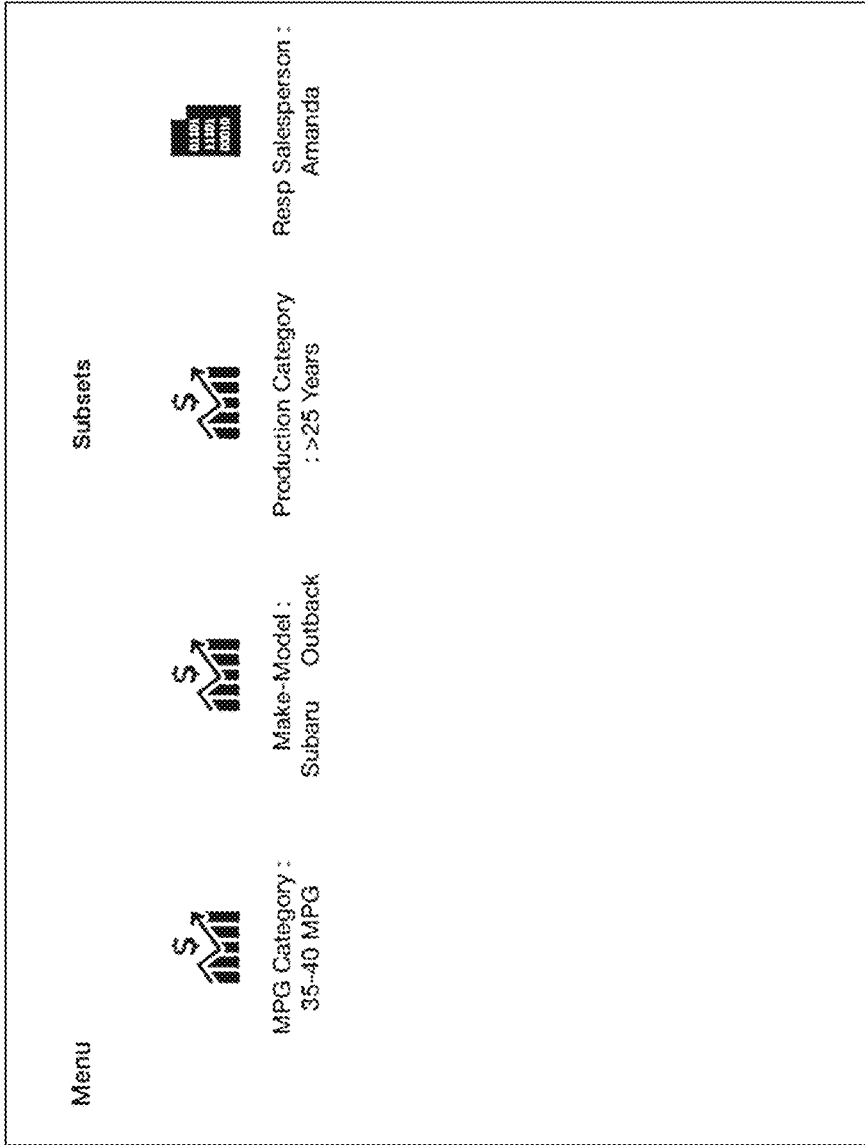 Menu
Subsets
$
$
$
MPG Category :
35-40 MPG
Make-Model :
Subaru Outback
Production Category
: >25 Years
Resp Salesperson :
Amanda